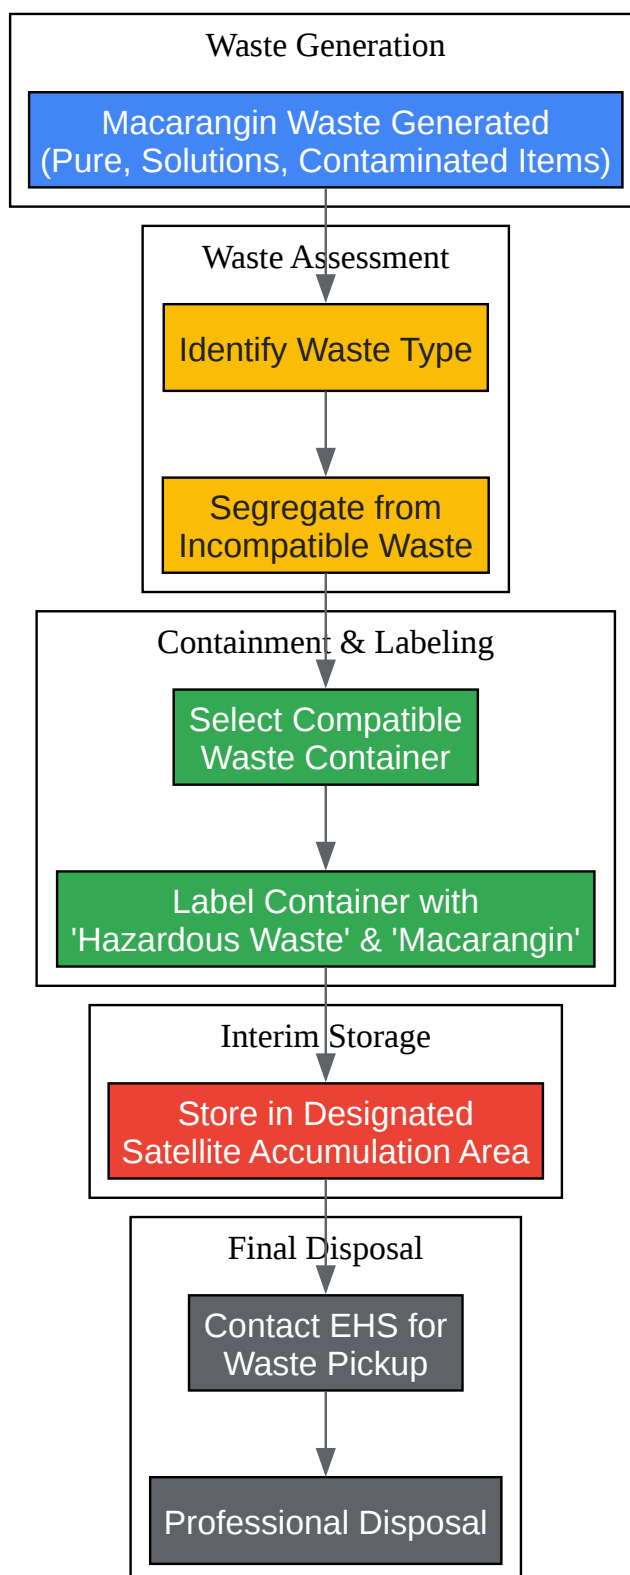 Waste Generation
Macarangin Waste Generated
(Pure, Solutions, Contaminated Items)
Waste Assessment
Identify Waste Type
Segregate from
Incompatible Waste
Containment & Labeling
Select Compatible
Waste Container
Label Container with
'Hazardous Waste' & 'Macarangin'
Interim Storage
Store in Designated
Satellite Accumulation Area
Final Disposal
Contact EHS for
Waste Pickup
Professional Disposal